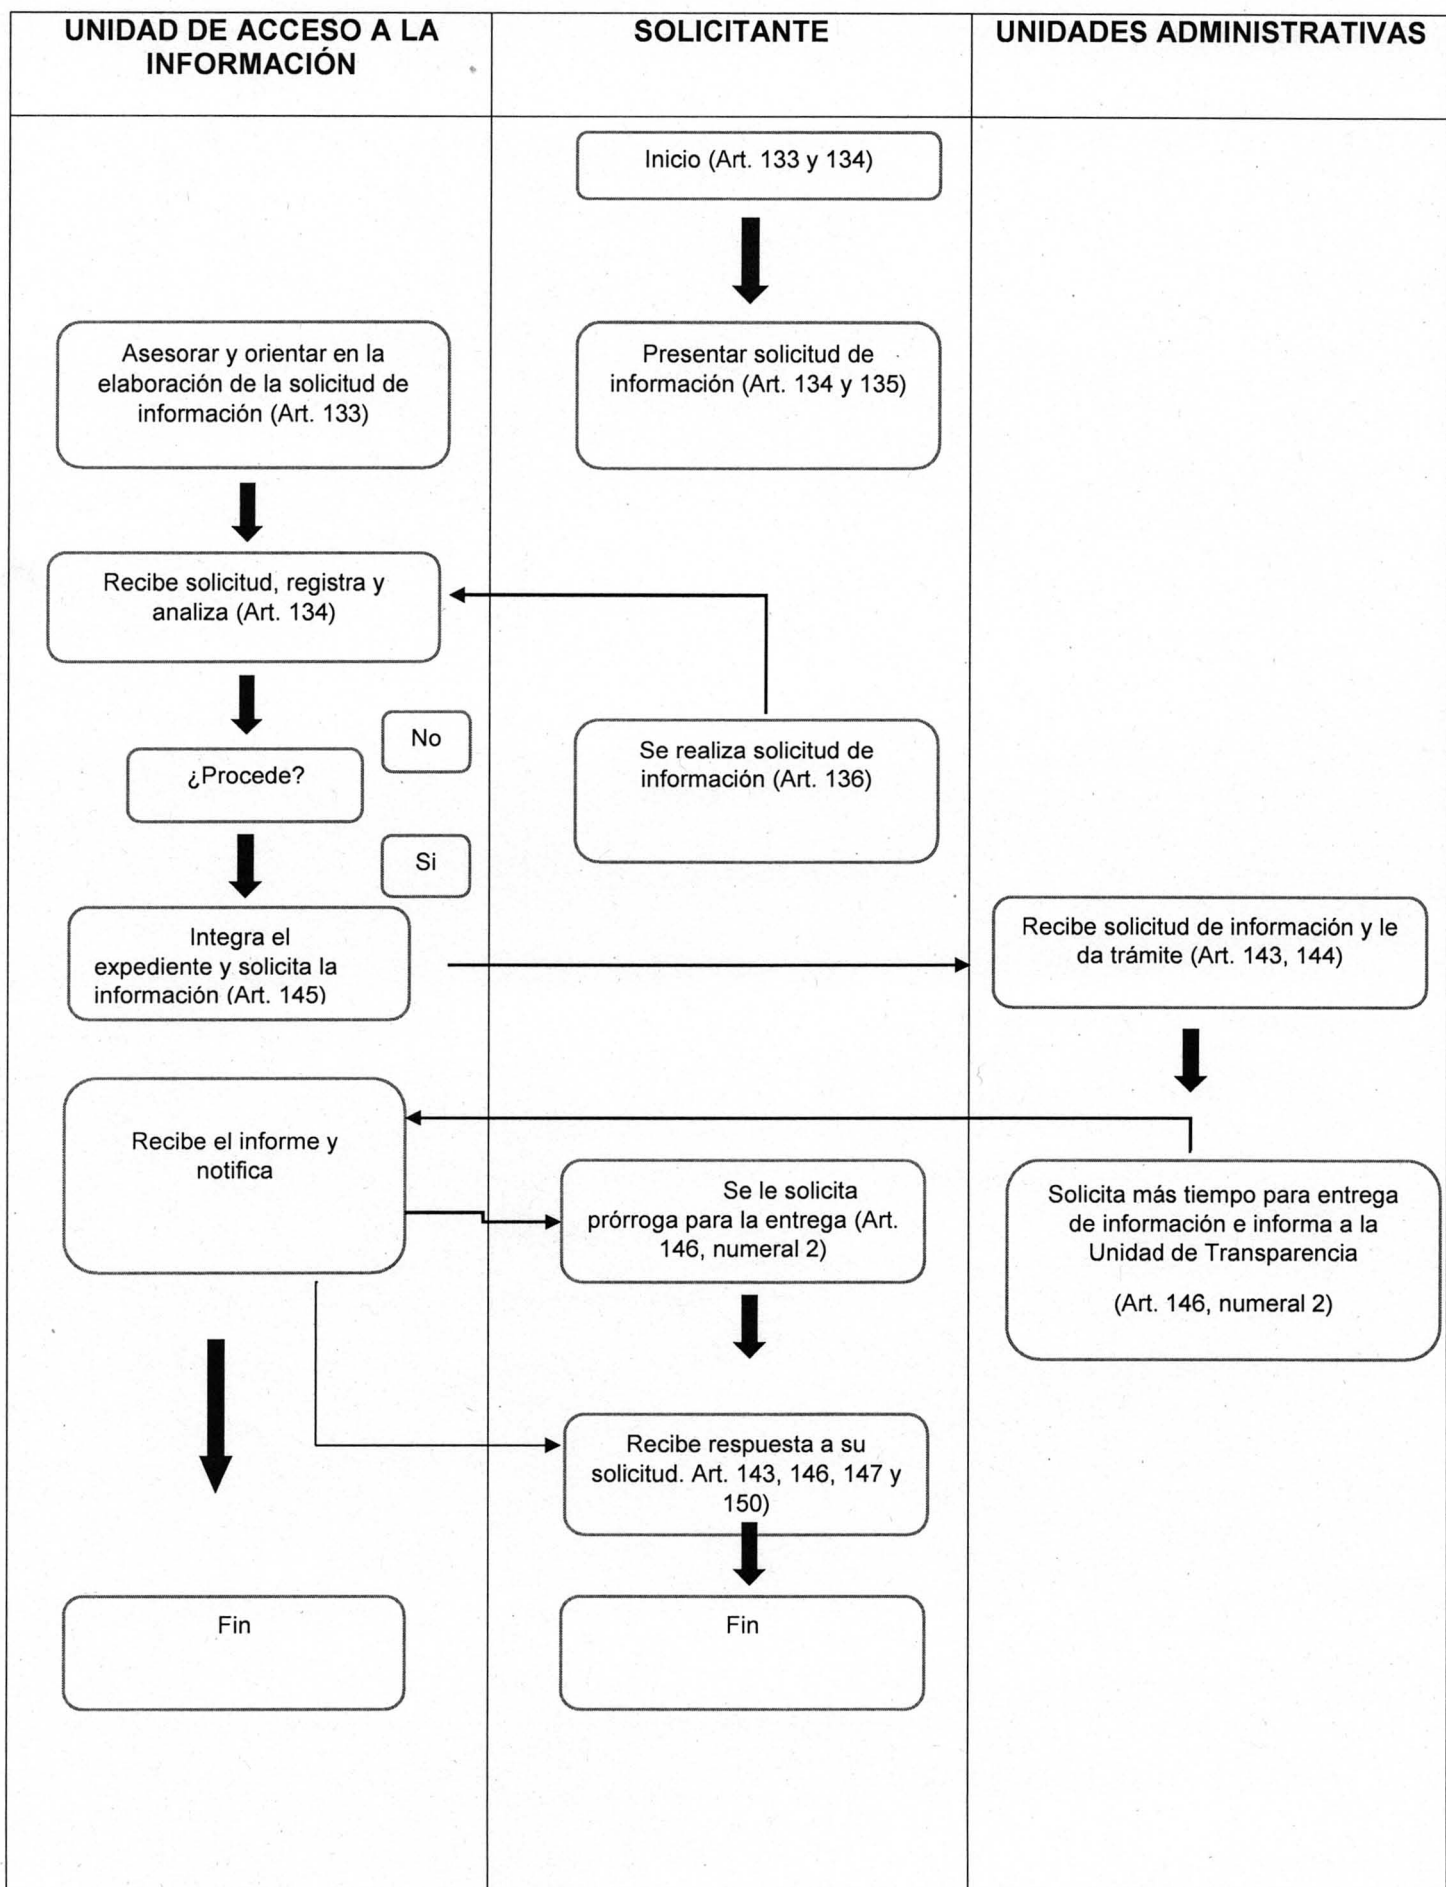 UNIDAD DE ACCESO A LA
INFORMACIÓN
SOLICITANTE
UNIDADES ADMINISTRATIVAS
Inicio (Art. 133 y 134)
Asesorar y orientar en la
elaboración de la solicitud de
información (Art. 133)
Presentar solicitud de
información (Art. 134 y 135)
Recibe solicitud, registra y
analiza (Art. 134)
No
¿Procede?
Se realiza solicitud de
información (Art. 136)
Si
Integra el
expediente y solicita la
información (Art. 145)
Recibe solicitud de información y le
da trámite (Art. 143, 144)
Recibe el informe y
notifica
Se le solicita
prórroga para la entrega (Art.
146, numeral 2)
Solicita más tiempo para entrega
de información e informa a la
Unidad de Transparencia
(Art. 146, numeral 2)
Recibe respuesta a su
solicitud. Art. 143, 146, 147 y
150)
Fin
Fin